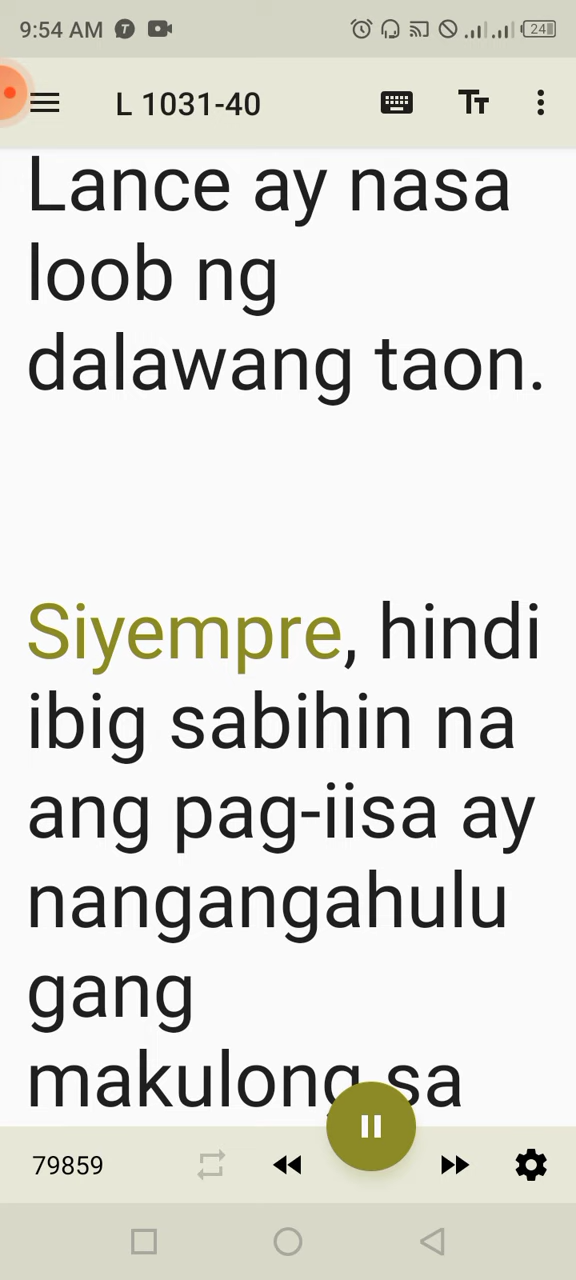 9:54 AM
24
L 1031-40
Lance ay nasa
loob ng
dalawang taon.
Siyempre, hindi
ibig sabihin na
ang pag-iisa ay
nangangahulu
gang
makulong sa
79859